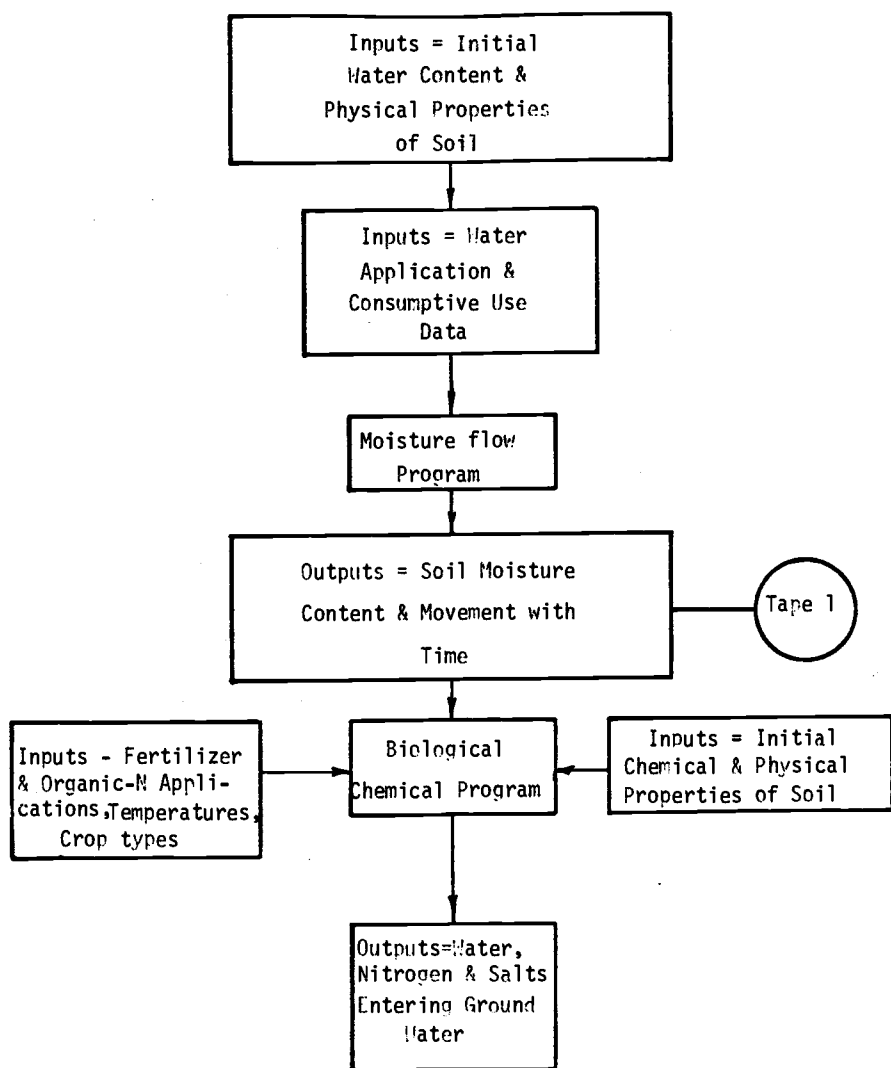 Inputs = Initial
Water Content &
Physical Properties
of Soil
Inputs = Water
Application &
Consumptive Use
Data
Moisture flow
Program
Outputs = Soil Moisture
Content & Movement with
Time
Tape 1
Inputs - Fertilizer
& Organic-N Appli-
cations, Temperatures,
Crop types
Biological
Chemical Program
Inputs = Initial
Chemical & Physical
Properties of Soil
Outputs=Water,
Nitrogen & Salts
Entering Ground
Water